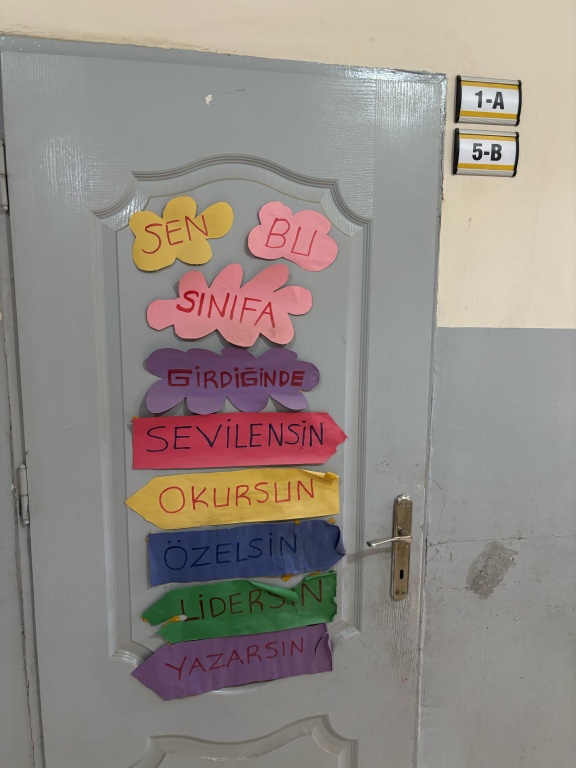 SEN BU
SINIFA
GİRDİĞİNDE
SEVİLENSİN
OKURSUN
ÖZELSİN
LİDERSİN
YAZARSIN
1-A
5-B